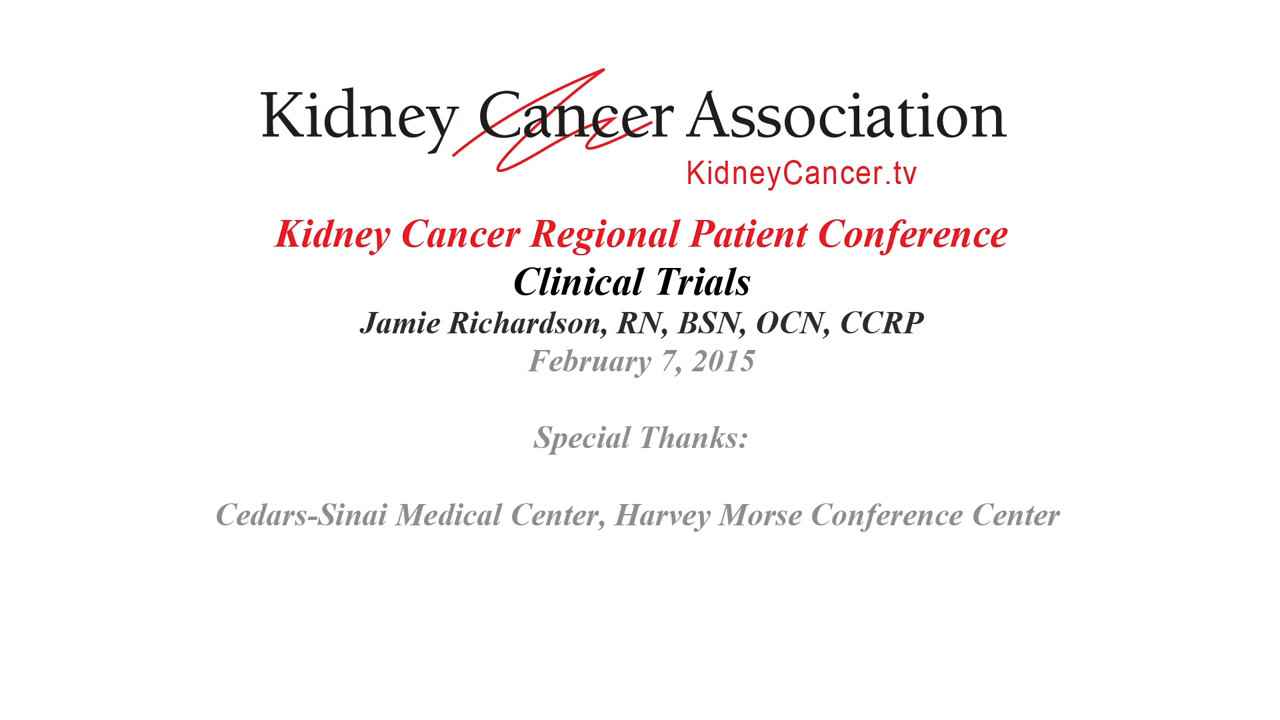 Kidney Cancer Association
KidneyCancer.tv
Kidney Cancer Regional Patient Conference
Clinical Trials
Jamie Richardson, RN, BSN, OCN, CCRP
February 7, 2015
Special Thanks:
Cedars-Sinai Medical Center, Harvey Morse Conference Center